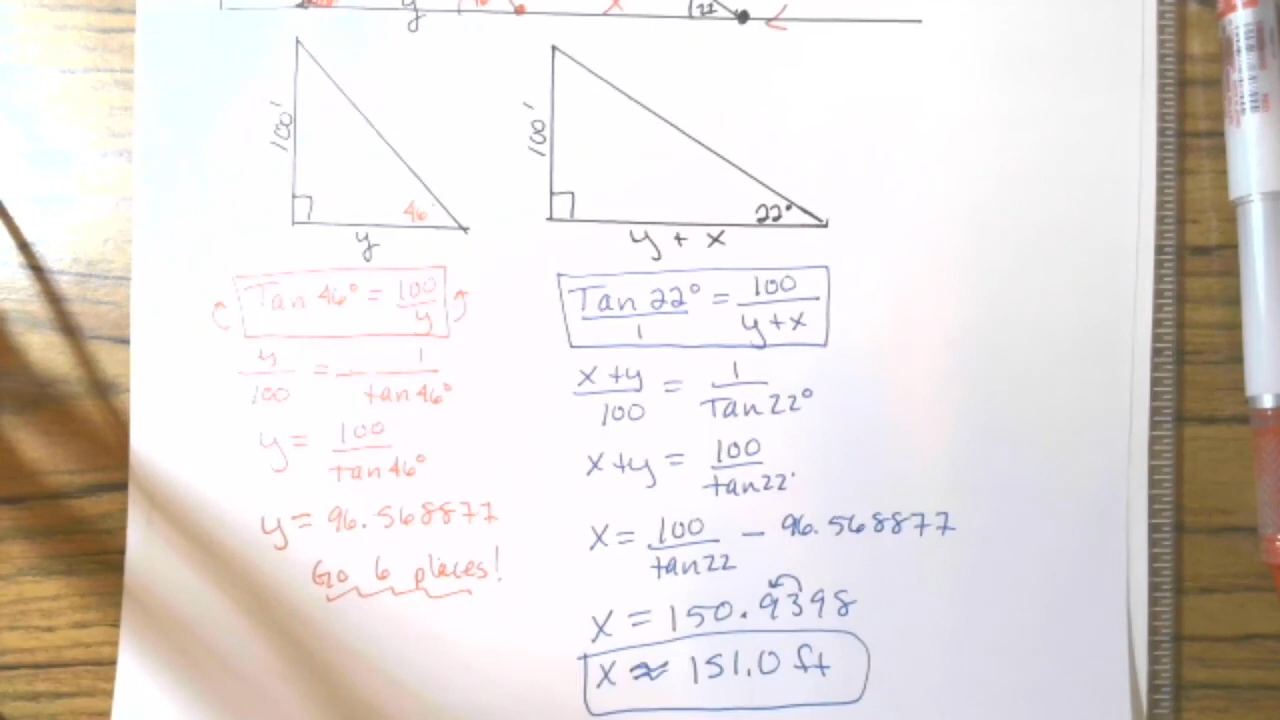 y x 22
100'
46°
y
100'
22°
y + x
Tan 46° = 100/y
y/100 = 1/tan 46°
y = 100/tan 46°
y = 96.568877
Go 6 places!
Tan 22°/1 = 100/y+x
x+y/100 = 1/Tan 22°
x+y = 100/tan 22°
x = 100/tan 22 - 96.568877
x = 150.9398
x ≈ 151.0 ft